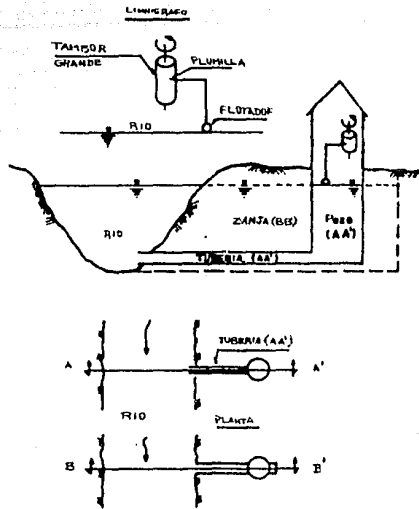 LIMNIGRAFO
TAMBOR
GRANDE
PLUMILLA
FLOTADOR
RIO
RIO
ZANJA (BB')
Pozo
(AA')
TUBERIA (AA')
TUBERIA (AA')
A
A'
RIO
PLANTA
B
B'